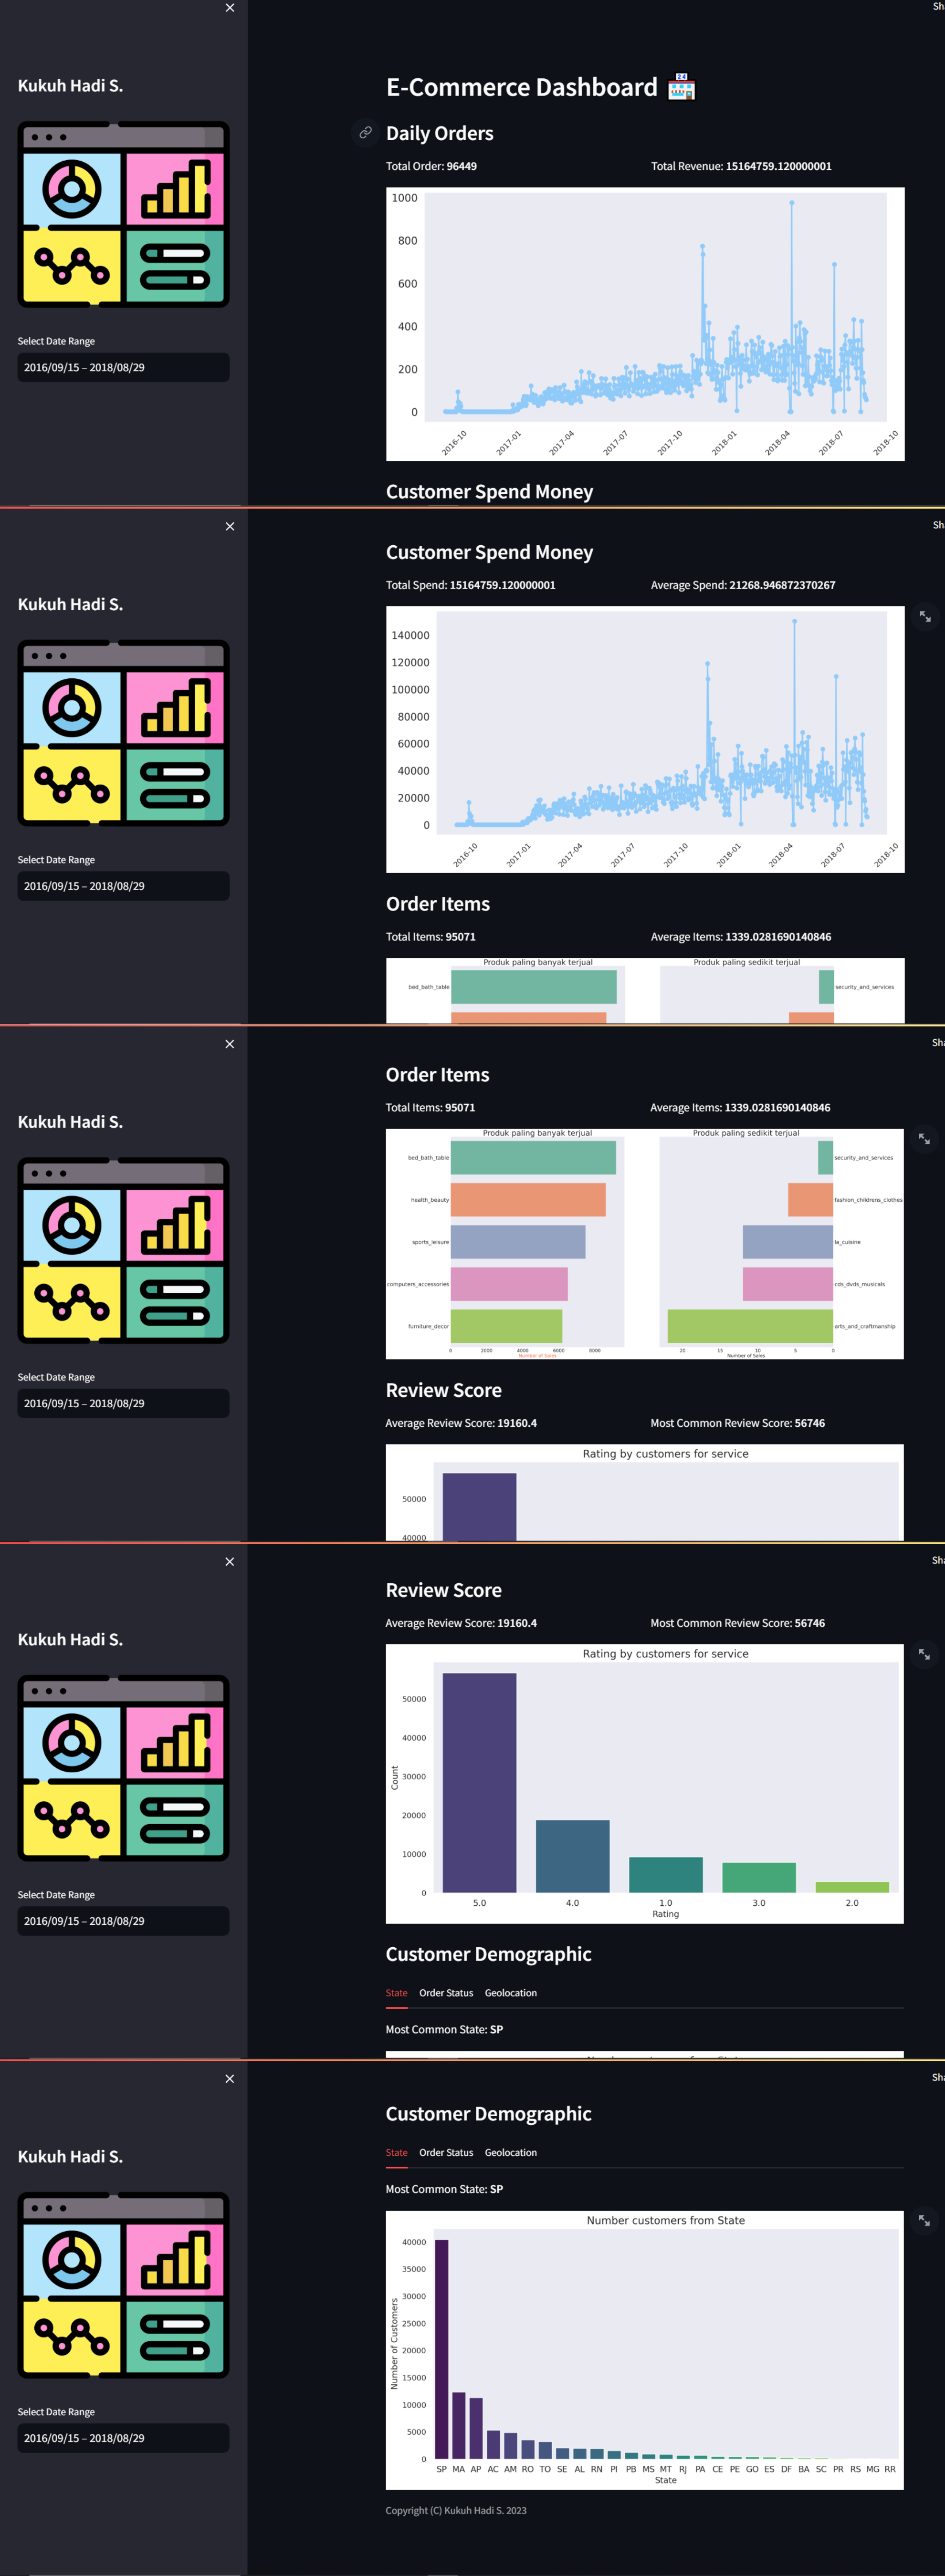 Sh
Kukuh Hadi S.
Select Date Range
2016/09/15 – 2018/08/29
E-Commerce Dashboard
24
Daily Orders
Total Order: 96449
Total Revenue: 15164759.120000001
1000
800
600
400
200
0
2016-10
2017-01
2017-04
2017-07
2017-10
2018-01
2018-04
2018-07
2018-10
Customer Spend Money
Sh
Kukuh Hadi S.
Select Date Range
2016/09/15 – 2018/08/29
Customer Spend Money
Total Spend: 15164759.120000001
Average Spend: 21268.946872370267
140000
120000
100000
80000
60000
40000
20000
0
2016-10
2017-01
2017-04
2017-07
2017-10
2018-01
2018-04
2018-07
2018-10
Order Items
Total Items: 95071
Average Items: 1339.0281690140846
Produk paling banyak terjual
Produk paling sedikit terjual
bed_bath_table
security_and_services
Sha
Kukuh Hadi S.
Select Date Range
2016/09/15 – 2018/08/29
Order Items
Total Items: 95071
Average Items: 1339.0281690140846
Produk paling banyak terjual
bed_bath_table
health_beauty
sports_leisure
computers_accessories
furniture_decor
0 2000 4000 6000 8000
Number of Sales
Produk paling sedikit terjual
security_and_services
fashion_childrens_clothes
la_cuisine
cds_dvds_musicals
arts_and_craftmanship
20 15 10 5 0
Number of Sales
Review Score
Average Review Score: 19160.4
Most Common Review Score: 56746
Rating by customers for service
50000
40000
Sha
Kukuh Hadi S.
Select Date Range
2016/09/15 – 2018/08/29
Review Score
Average Review Score: 19160.4
Most Common Review Score: 56746
Rating by customers for service
Count
50000
40000
30000
20000
10000
0
5.0 4.0 1.0 3.0 2.0
Rating
Customer Demographic
State Order Status Geolocation
Most Common State: SP
Sha
Kukuh Hadi S.
Select Date Range
2016/09/15 – 2018/08/29
Customer Demographic
State Order Status Geolocation
Most Common State: SP
Number customers from State
Number of Customers
40000
35000
30000
25000
20000
15000
10000
5000
0
SP MA AP AC AM RO TO SE AL RN PI PB MS MT RJ PA CE PE GO ES DF BA SC PR RS MG RR
State
Copyright (C) Kukuh Hadi S. 2023